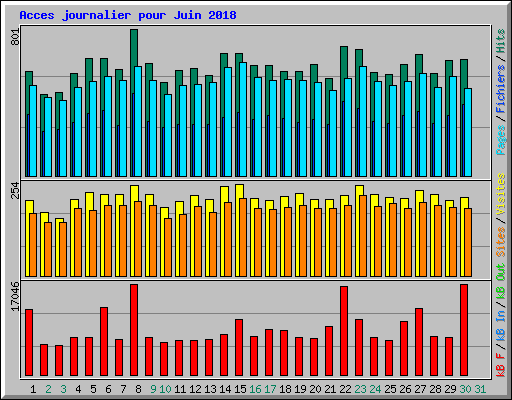 Acces journalier pour Juin 2018
801
Pages / Fichiers / Hits
254
Sites / Visites
17046
kB F / kB In / kB Out
1 2 3 4 5 6 7 8 9 10 11 12 13 14 15 16 17 18 19 20 21 22 23 24 25 26 27 28 29 30 31